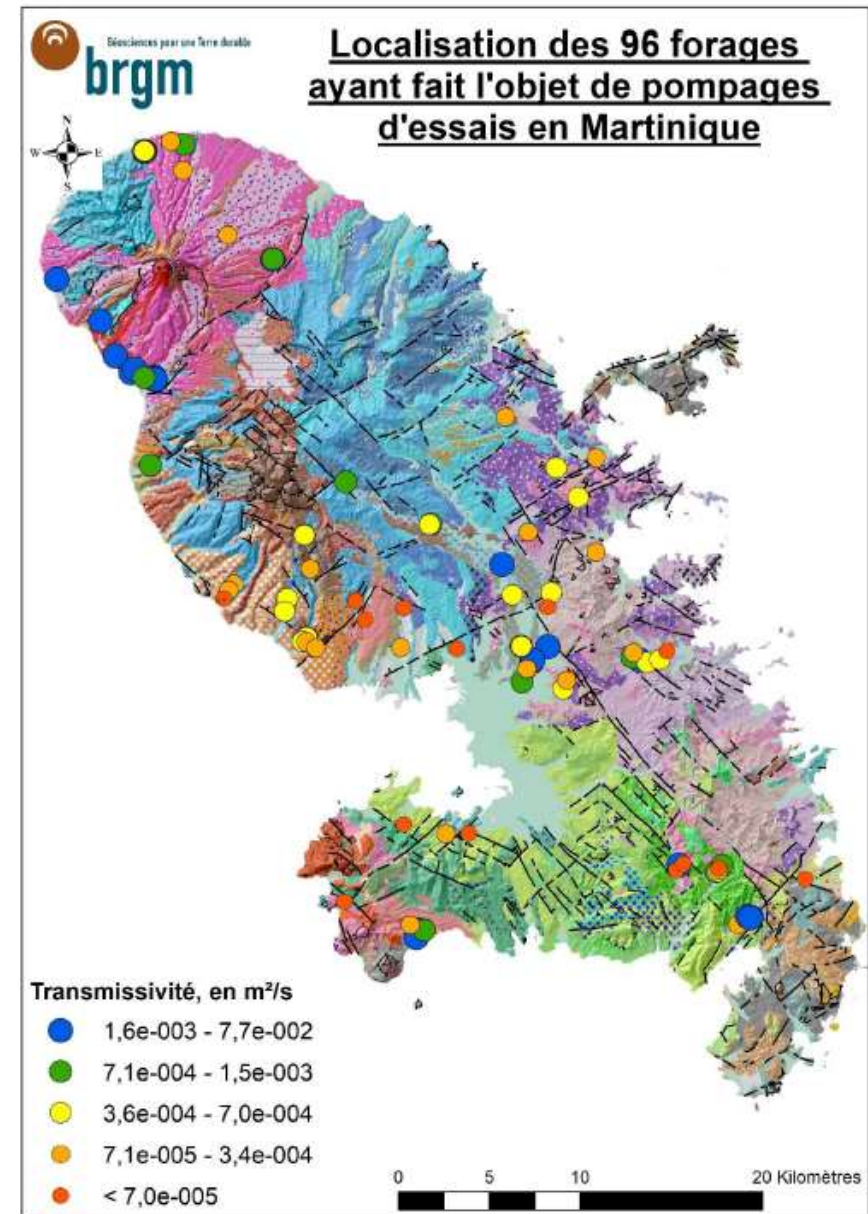 Géosciences pour une Terre durable
brgm
Localisation des 96 forages
ayant fait l'objet de pompages
d'essais en Martinique
N
W E
S
Transmissivité, en m²/s
1,6e-003 - 7,7e-002
7,1e-004 - 1,5e-003
3,6e-004 - 7,0e-004
7,1e-005 - 3,4e-004
< 7,0e-005
0 5 10 20 Kilomètres